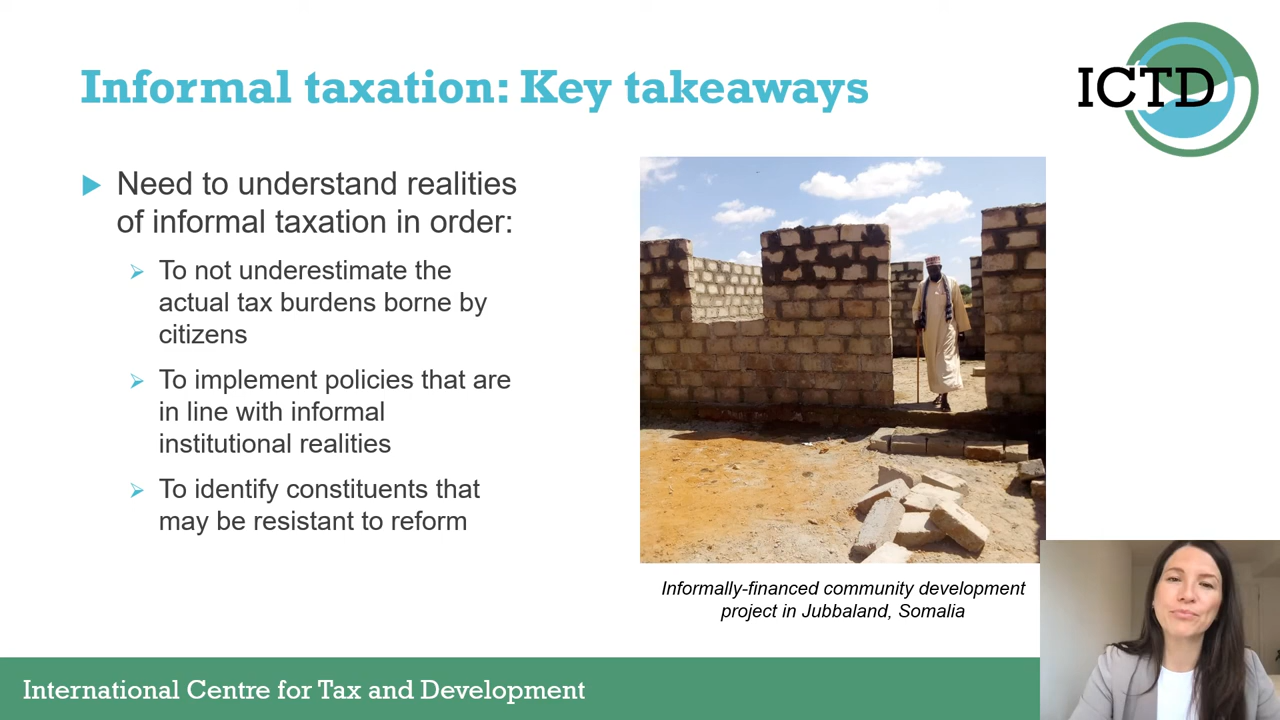 Informal taxation: Key takeaways
ICTD
Need to understand realities
of informal taxation in order:
To not underestimate the
actual tax burdens borne by
citizens
To implement policies that are
in line with informal
institutional realities
To identify constituents that
may be resistant to reform
Informally-financed community development
project in Jubbaland, Somalia
International Centre for Tax and Development